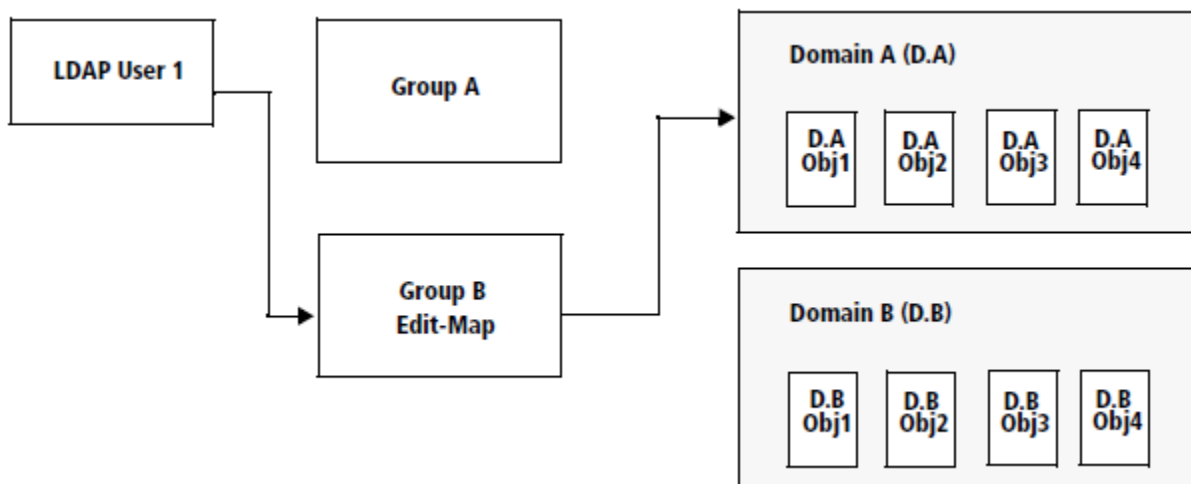 LDAP User 1
Group A
Group B
Edit-Map
Domain A (D.A)
D.A
Obj1
D.A
Obj2
D.A
Obj3
D.A
Obj4
Domain B (D.B)
D.B
Obj1
D.B
Obj2
D.B
Obj3
D.B
Obj4